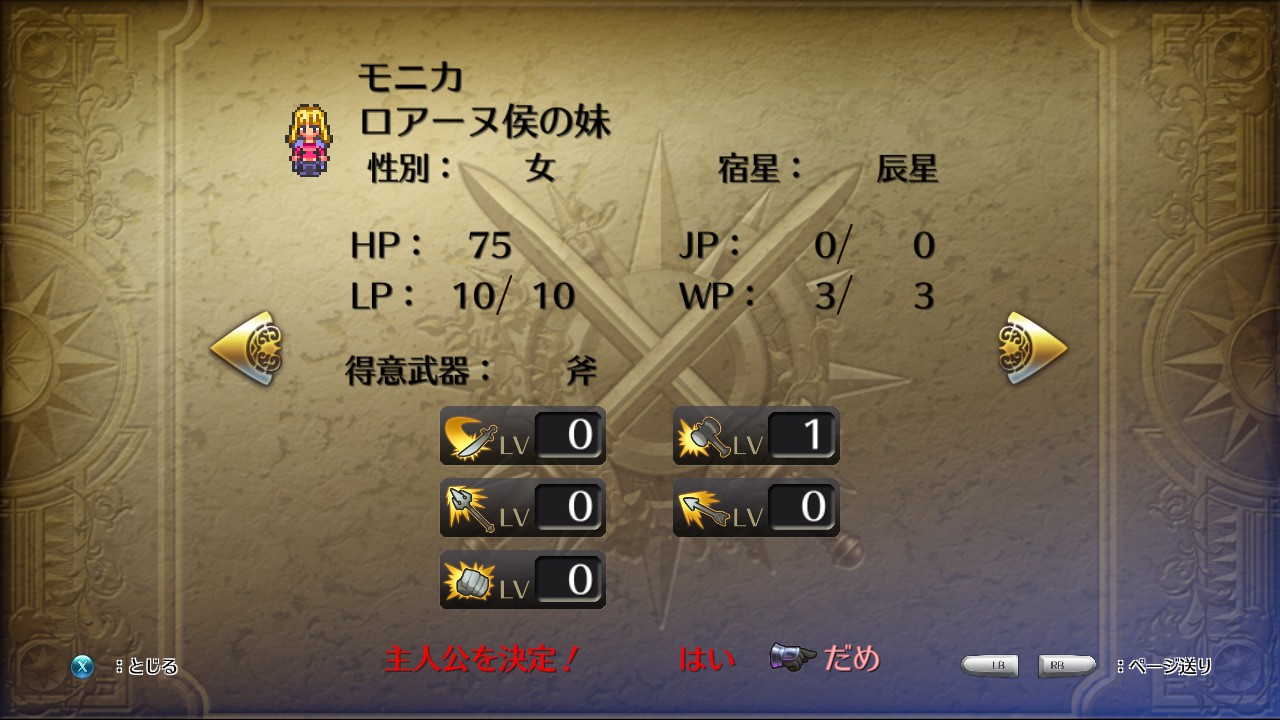 モニカ
ロアーヌ侯の妹
性別： 女 宿星： 辰星
HP： 75 JP： 0/ 0
LP： 10/ 10 WP： 3/ 3
得意武器： 斧
LV 0 LV 1
LV 0 LV 0
LV 0
主人公を決定！ はい だめ
X ：とじる LB RB ：ページ送り